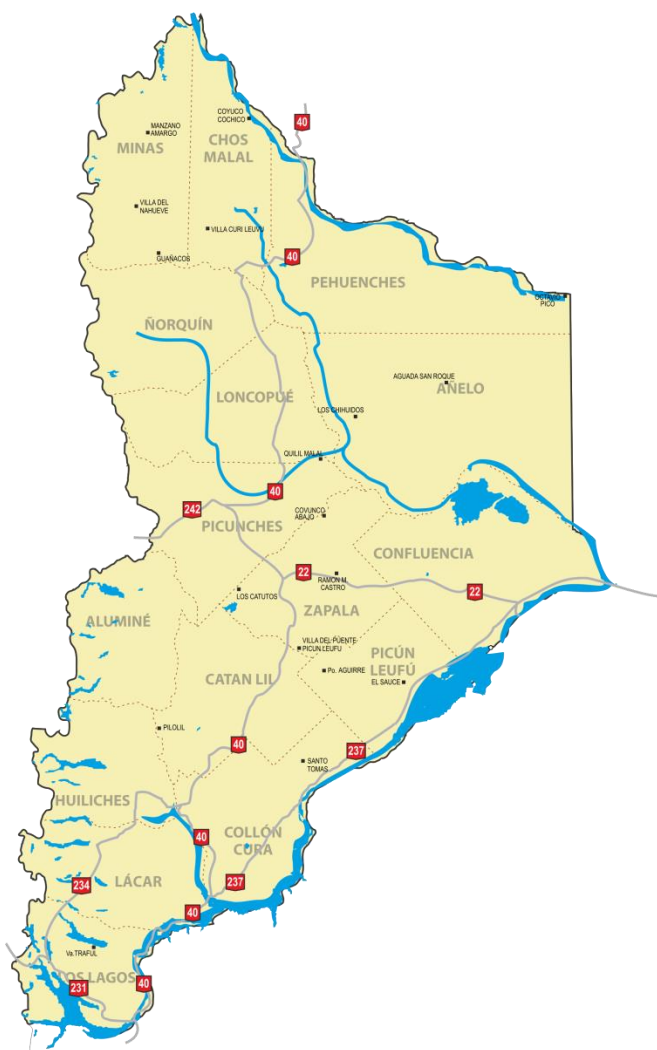 COYUCO
COCHICO
40
MANZANO
AMARGO
MINAS
CHOS
MALAL
VILLA DEL
NAHUEVE
VILLA CURI LEUVU
GUAÑACOS
40
PEHUENCHES
OCTAVIO
PICO
ÑORQUÍN
AGUADA SAN ROQUE
AÑELO
LONCOPUÉ
LOS CHIHUIDOS
QUILIL MALAL
40
242
PICUNCHES
COVUNCO
ABAJO
CONFLUENCIA
22
RAMON M.
CASTRO
22
LOS CATUTOS
ZAPALA
ALUMINÉ
VILLA DEL PUENTE
PICUN LEUFU
PICÚN
LEUFÚ
Po. AGUIRRE
EL SAUCE
CATAN LIL
PILOLIL
40
237
SANTO
TOMAS
HUILICHES
COLLÓN
CURA
40
LÁCAR
234
237
40
Va.TRAFUL
LOS LAGOS
231
40